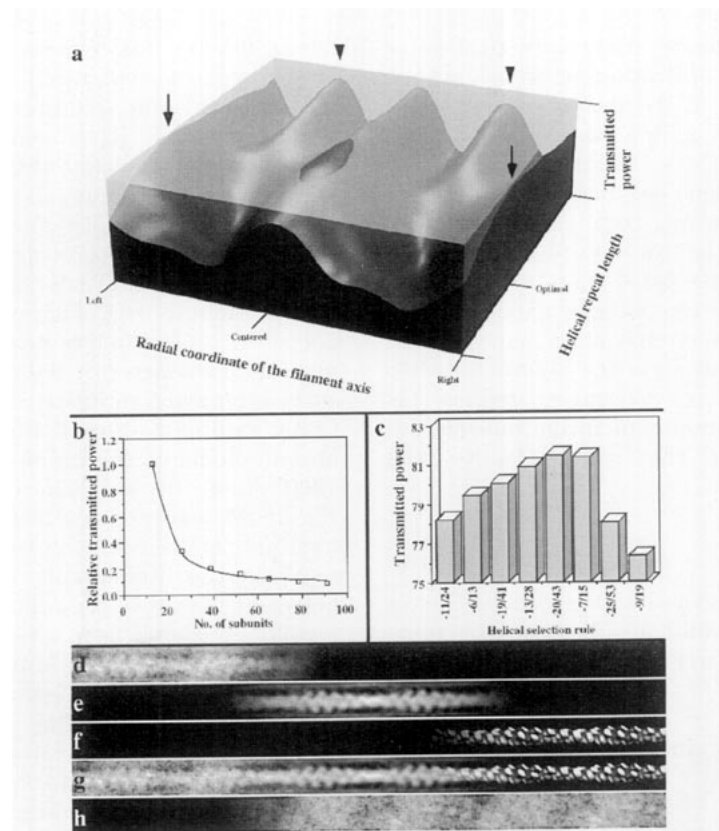 a
Transmitted power
Helical repeat length
Optimal
Left
Centered
Right
Radial coordinate of the filament axis
b
Relative transmitted power
1.2
1.0
0.8
0.6
0.4
0.2
0.0
0 20 40 60 80 100
No. of subunits
c
Transmitted power
83
81
79
77
75
-11/24
-6/13
-19/41
-13/28
-20/43
-7/15
-25/53
-9/19
Helical selection rule
d
e
f
g
h